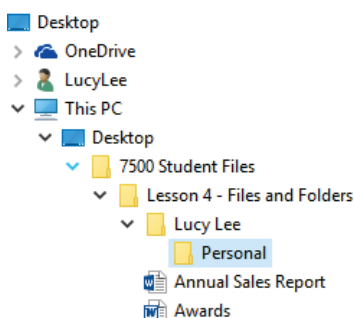 Desktop
OneDrive
LucyLee
This PC
Desktop
7500 Student Files
Lesson 4 - Files and Folders
Lucy Lee
Personal
Annual Sales Report
Awards